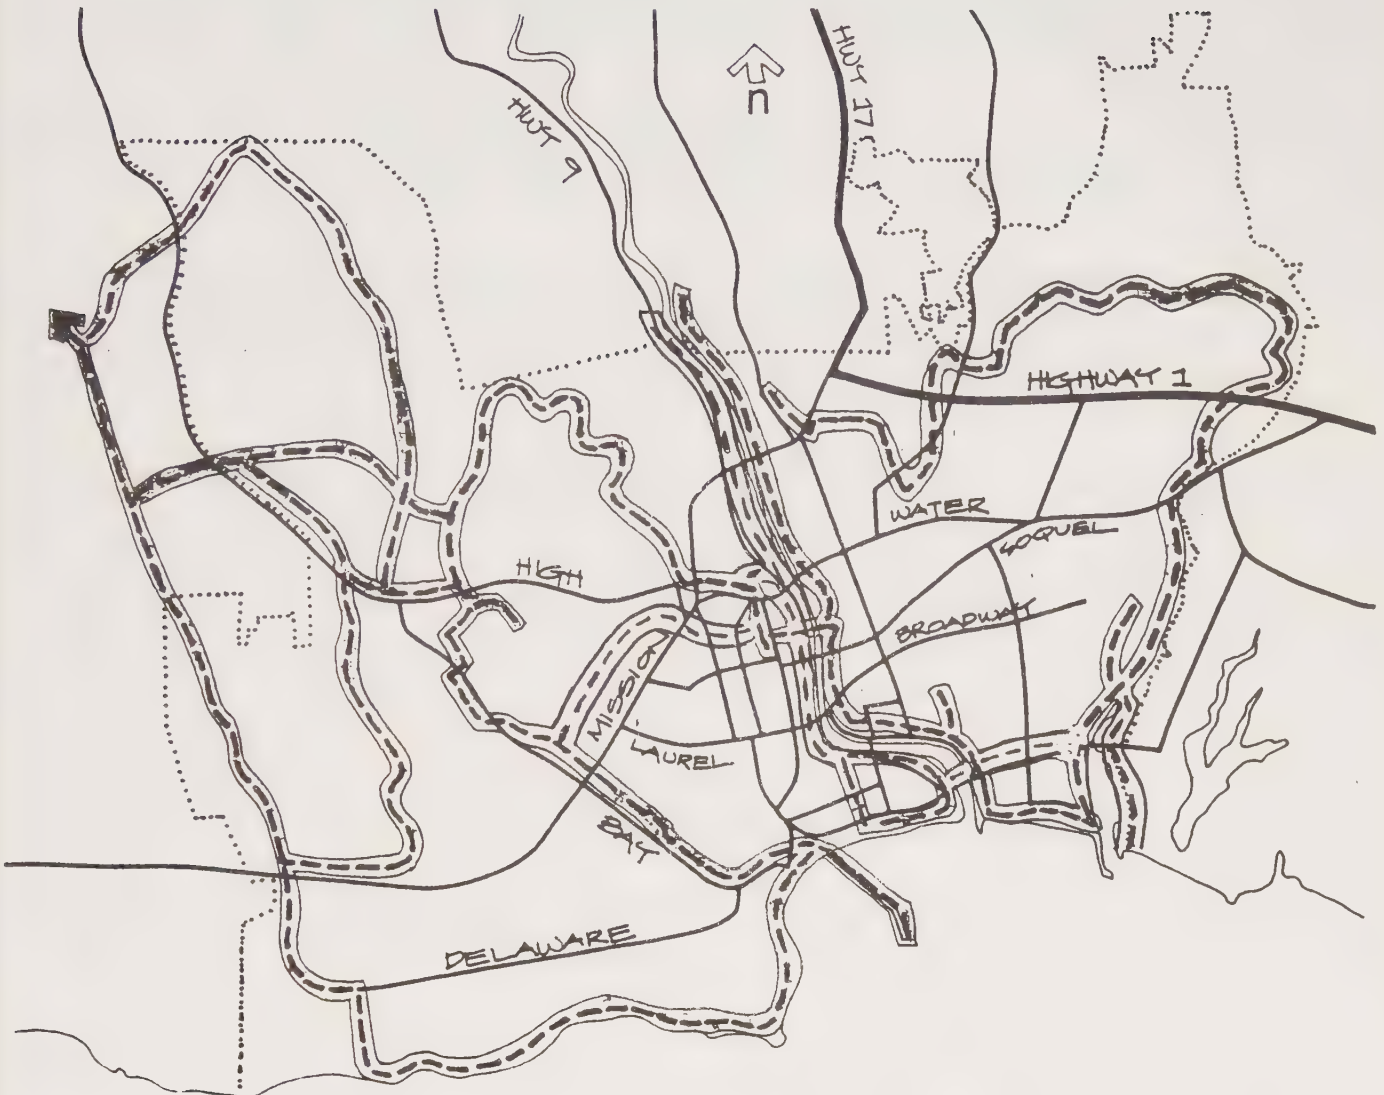 HWY 17
n
HWY 9
HIGHWAY 1
WATER
SOQUEL
HIGH
BROADWAY
MISSION
LAUREL
BAY
DELAWARE